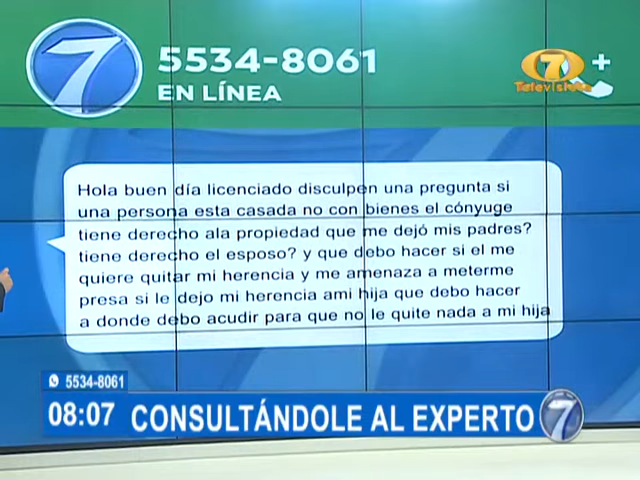 7
5534-8061
EN LÍNEA
7
+
Televisiete
Hola buen día licenciado disculpen una pregunta si
una persona esta casada no con bienes el cónyuge
tiene derecho ala propiedad que me dejó mis padres?
tiene derecho el esposo? y que debo hacer si el me
quiere quitar mi herencia y me amenaza a meterme
presa si le dejo mi herencia ami hija que debo hacer
a donde debo acudir para que no le quite nada a mi hija
5534-8061
08:07
CONSULTÁNDOLE AL EXPERTO
7